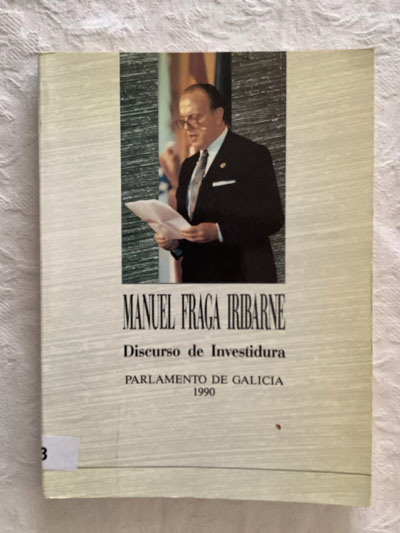 MANUEL FRAGA IRIBARNE
Discurso de Investidura
PARLAMENTO DE GALICIA
1990
3